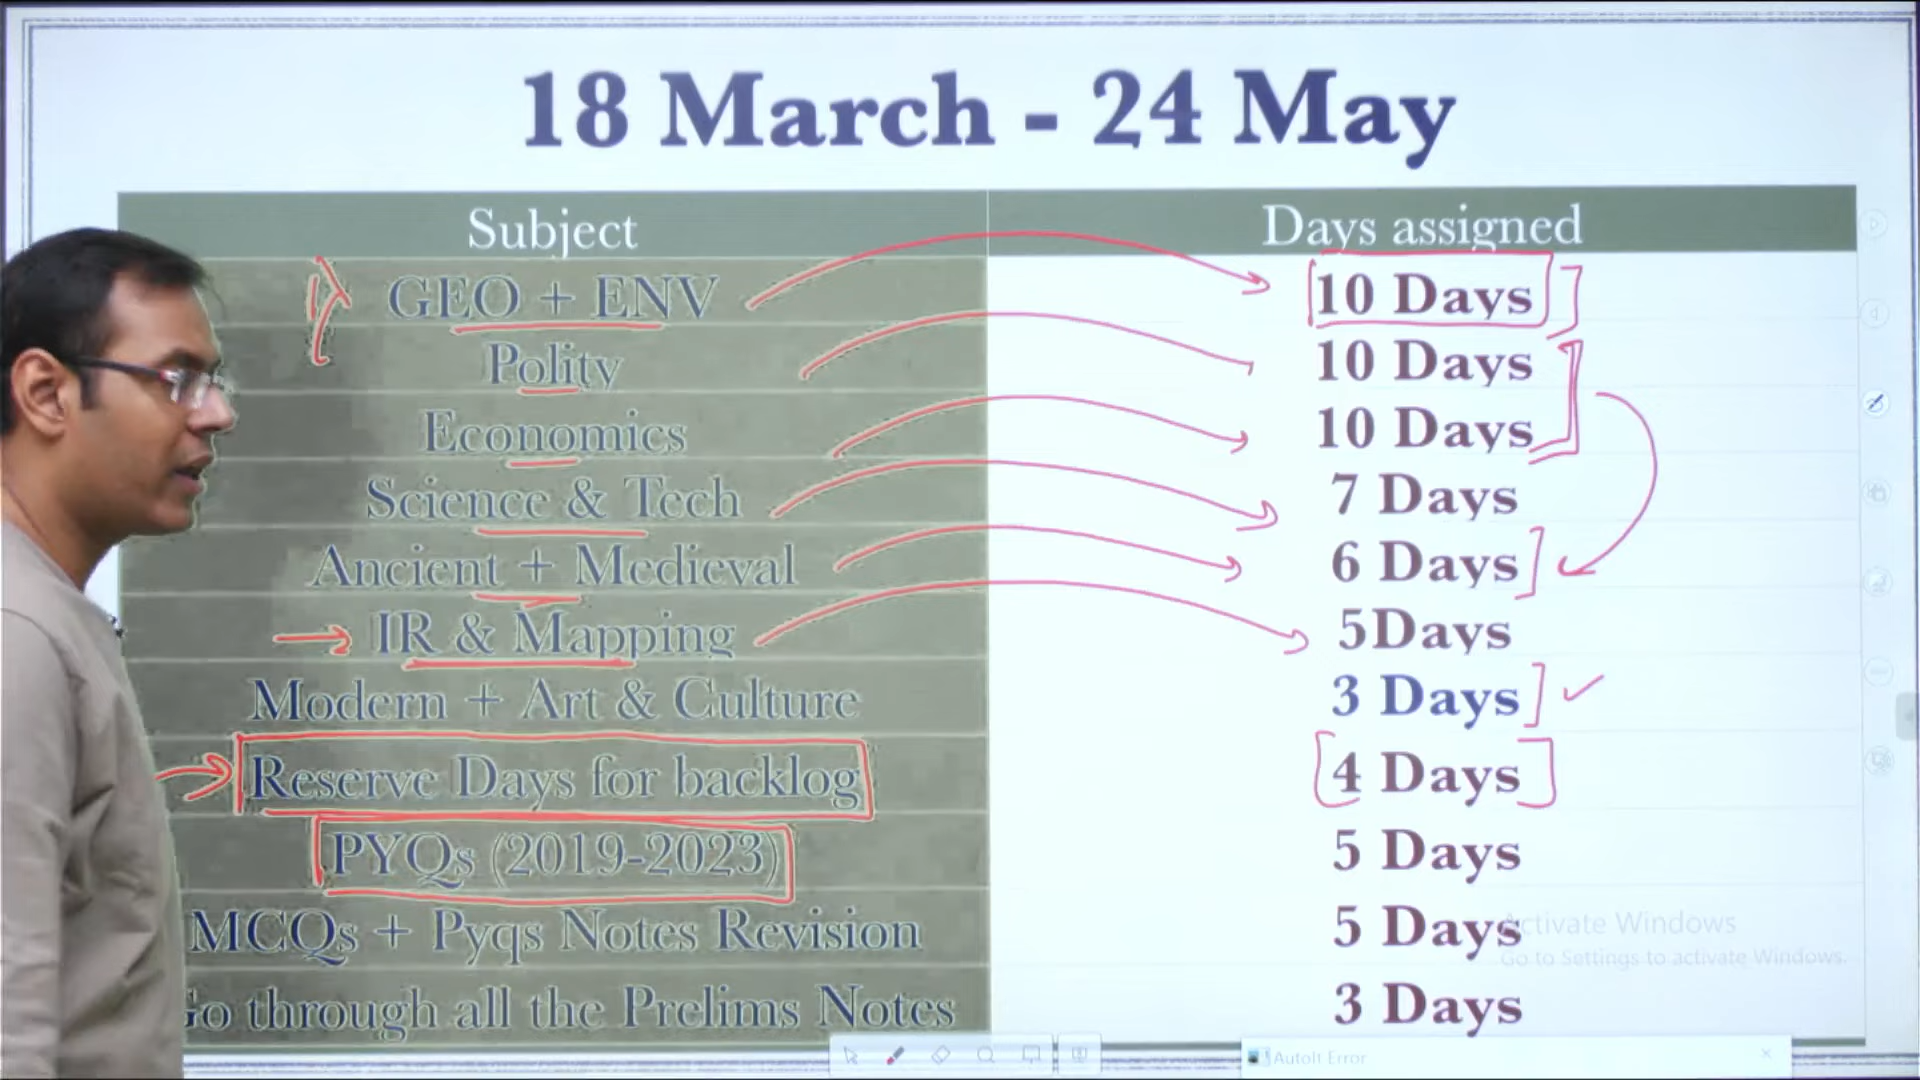 18 March - 24 May
Subject Days assigned
GEO + ENV 10 Days
Polity 10 Days
Economics 10 Days
Science & Tech 7 Days
Ancient + Medieval 6 Days
IR & Mapping 5Days
Modern + Art & Culture 3 Days
Reserve Days for backlog 4 Days
PYQs (2019-2023) 5 Days
MCQs + Pyqs Notes Revision 5 Days
Activate Windows
Go to Settings to activate Windows.
Go through all the Prelims Notes 3 Days
AutoIt Error